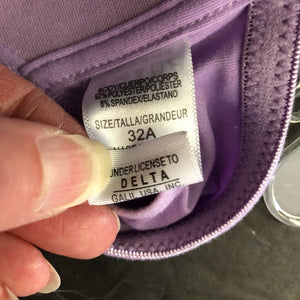 BODY/CUERPO/CORPS
92% POLYESTER/POLIESTER
8% SPANDEX/ELASTANO
SIZE/TALLA/GRANDEUR
32A
UNDER LICENSE TO
DELTA
GALIL USA, INC